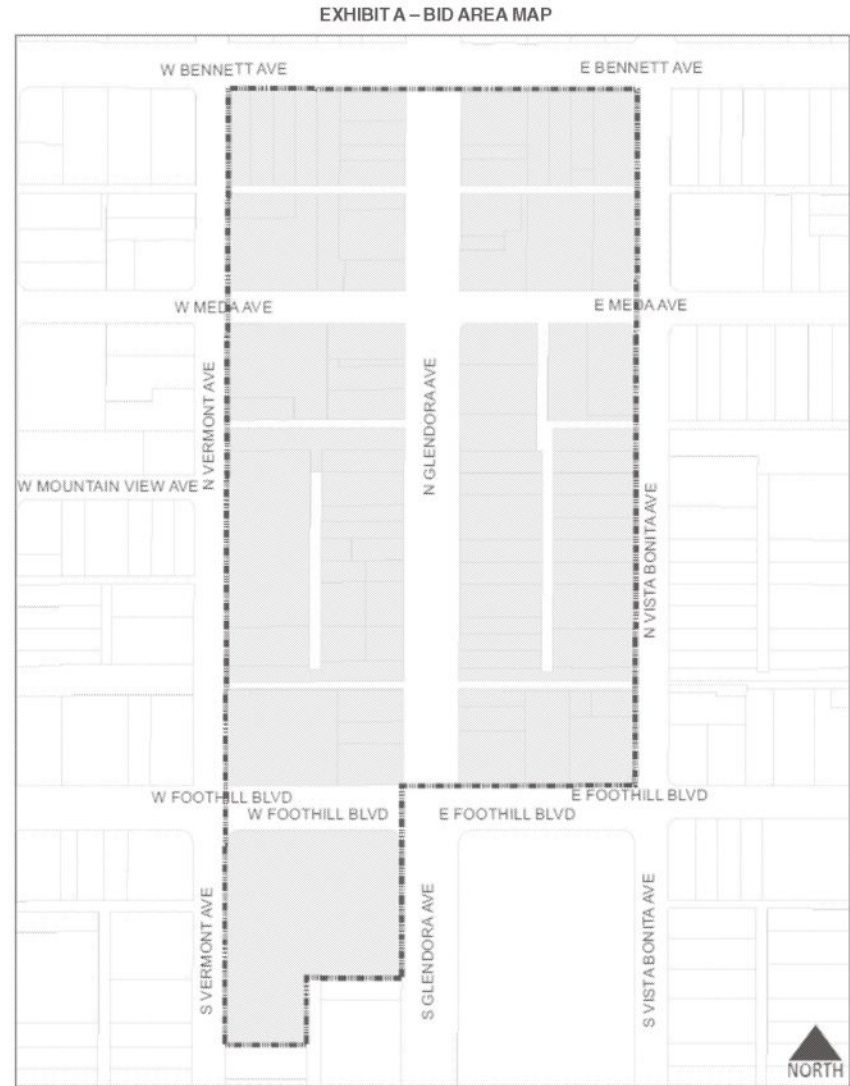 EXHIBIT A – BID AREA MAP
W BENNETT AVE
E BENNETT AVE
W MEDA AVE
E MEDA AVE
N VERMONT AVE
N GLENDORA AVE
W MOUNTAIN VIEW AVE
N VISTA BONITA AVE
W FOOTHILL BLVD
E FOOTHILL BLVD
W FOOTHILL BLVD
E FOOTHILL BLVD
S VERMONT AVE
S GLENDORA AVE
S VISTA BONITA AVE
NORTH